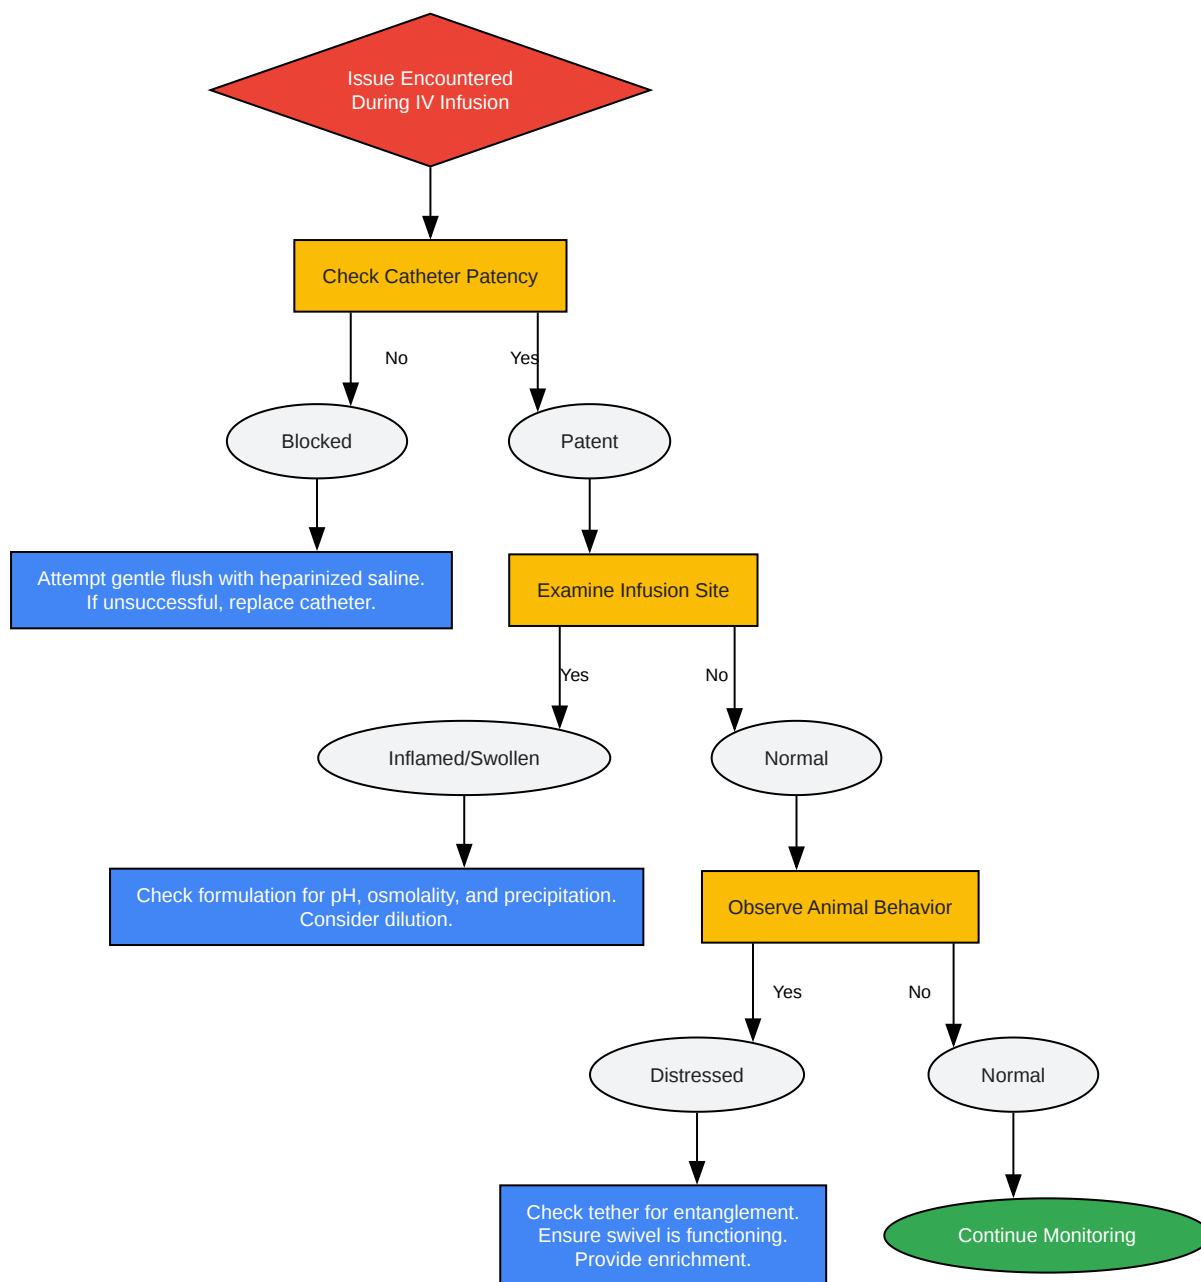 Issue Encountered
During IV Infusion
Check Catheter Patency
No
Yes
Blocked
Patent
Attempt gentle flush with heparinized saline.
If unsuccessful, replace catheter.
Examine Infusion Site
Yes
No
Inflamed/Swollen
Normal
Check formulation for pH, osmolality, and precipitation.
Consider dilution.
Observe Animal Behavior
Yes
No
Distressed
Normal
Check tether for entanglement.
Ensure swivel is functioning.
Provide enrichment.
Continue Monitoring